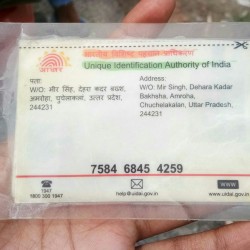 भारतीय विशिष्ट पहचान प्राधिकरण
Unique Identification Authority of India
पता:
W/O: मीर सिंह, देहरा कदर बक्शा,
अमरोहा, चुचेलाकलान, उत्तर प्रदेश,
244231
Address:
W/O: Mir Singh, Dehara Kadar
Bakhsha, Amroha,
Chuchelakalan, Uttar Pradesh,
244231
7584 6845 4259
1947
1800 300 1947
help@uidai.gov.in
www.uidai.gov.in